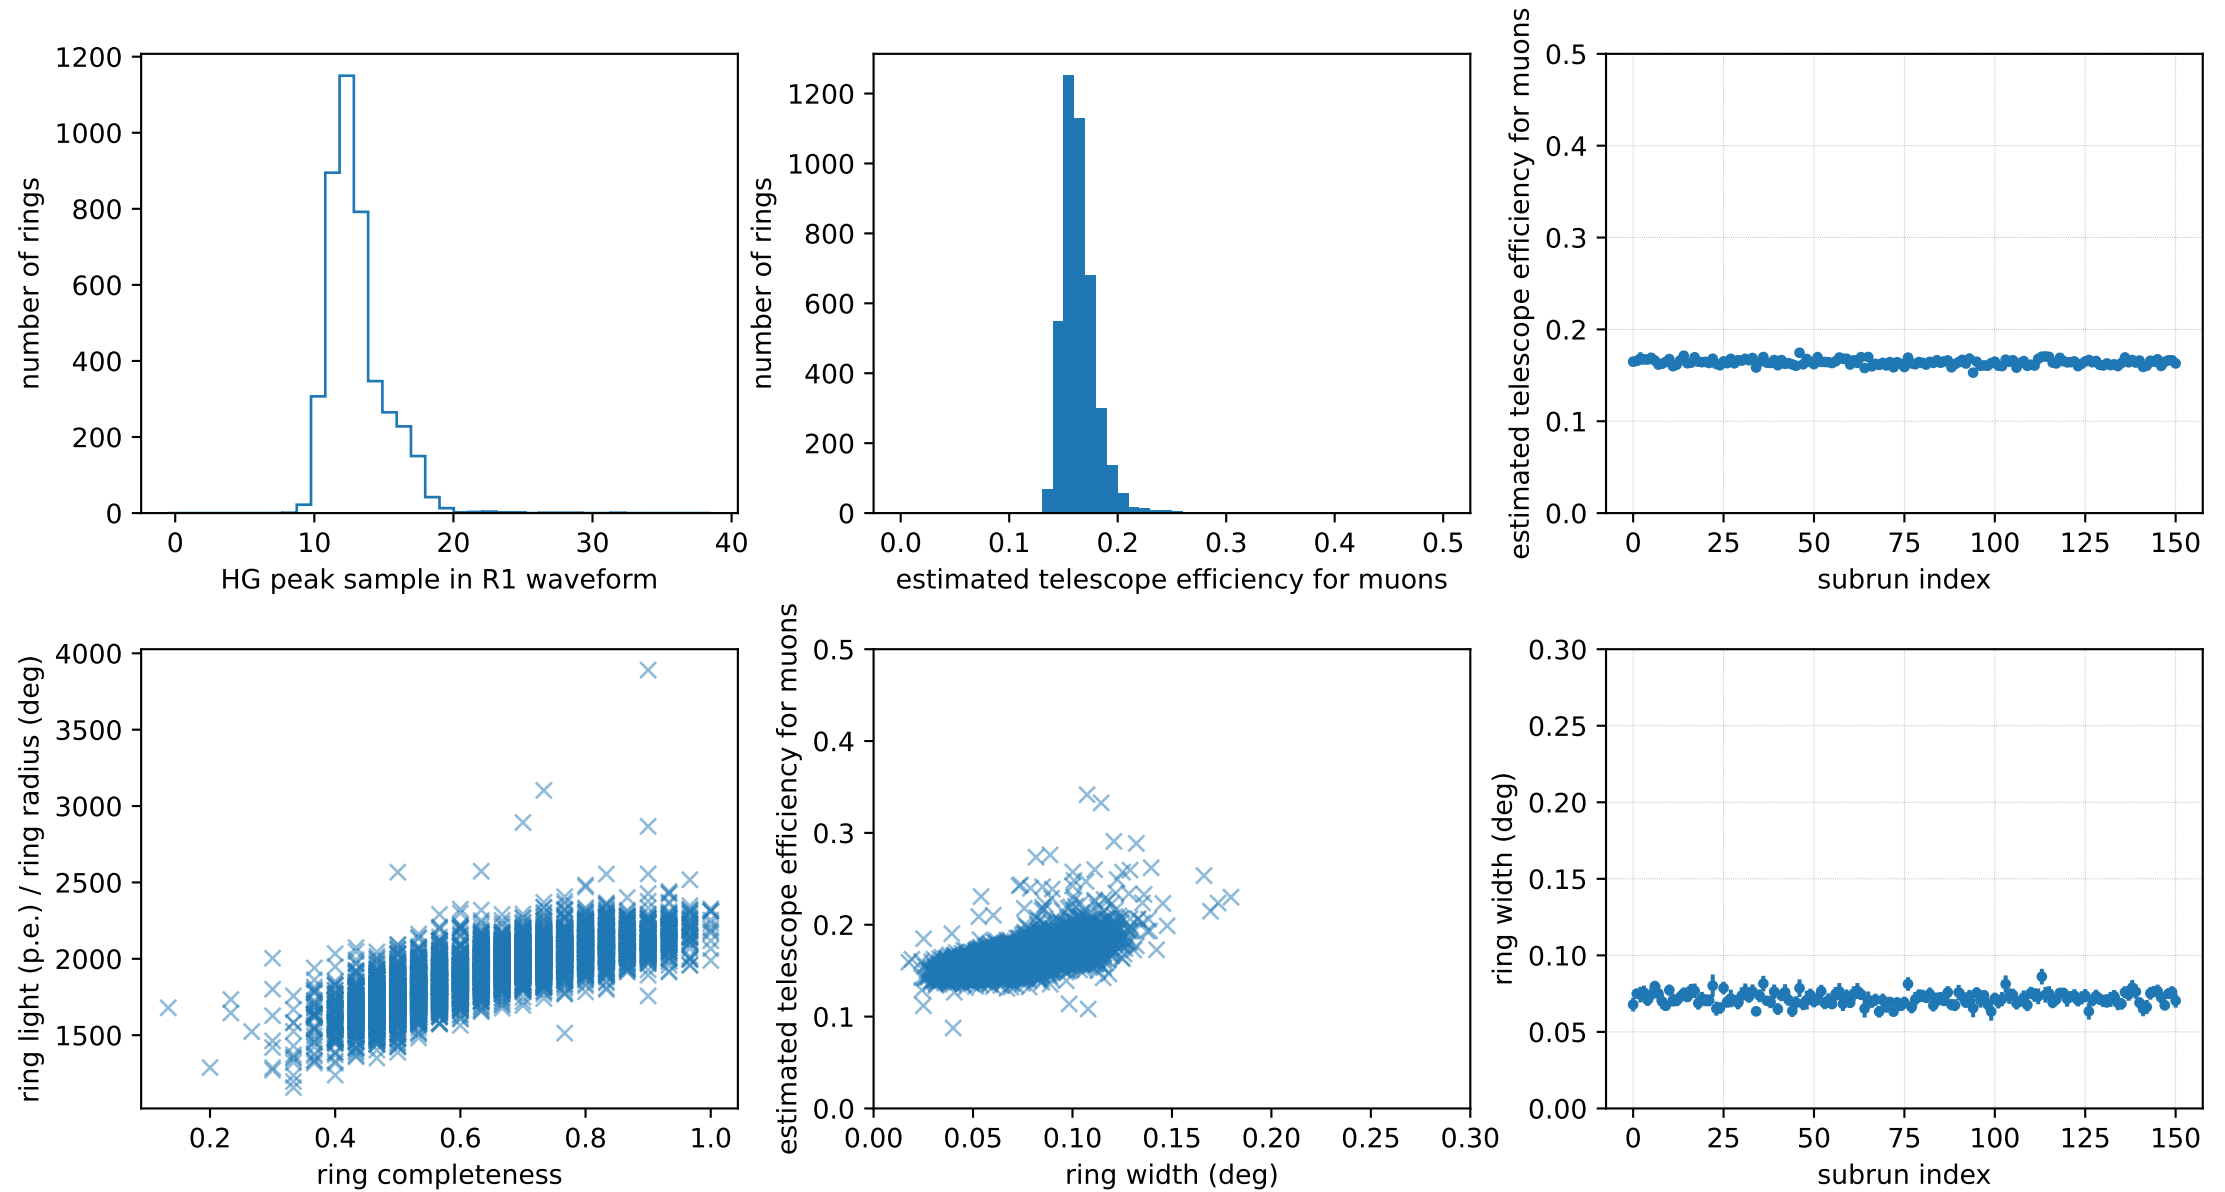 number of rings
1200
1000
800
600
400
200
0
0 10 20 30 40
HG peak sample in R1 waveform
number of rings
1200
1000
800
600
400
200
0
0.0 0.1 0.2 0.3 0.4 0.5
estimated telescope efficiency for muons
estimated telescope efficiency for muons
0.5
0.4
0.3
0.2
0.1
0.0
0 25 50 75 100 125 150
subrun index
ring light (p.e.) / ring radius (deg)
4000
3500
3000
2500
2000
1500
0.2 0.4 0.6 0.8 1.0
ring completeness
estimated telescope efficiency for muons
0.5
0.4
0.3
0.2
0.1
0.0
0.00 0.05 0.10 0.15 0.20 0.25 0.30
ring width (deg)
ring width (deg)
0.30
0.25
0.20
0.15
0.10
0.05
0.00
0 25 50 75 100 125 150
subrun index